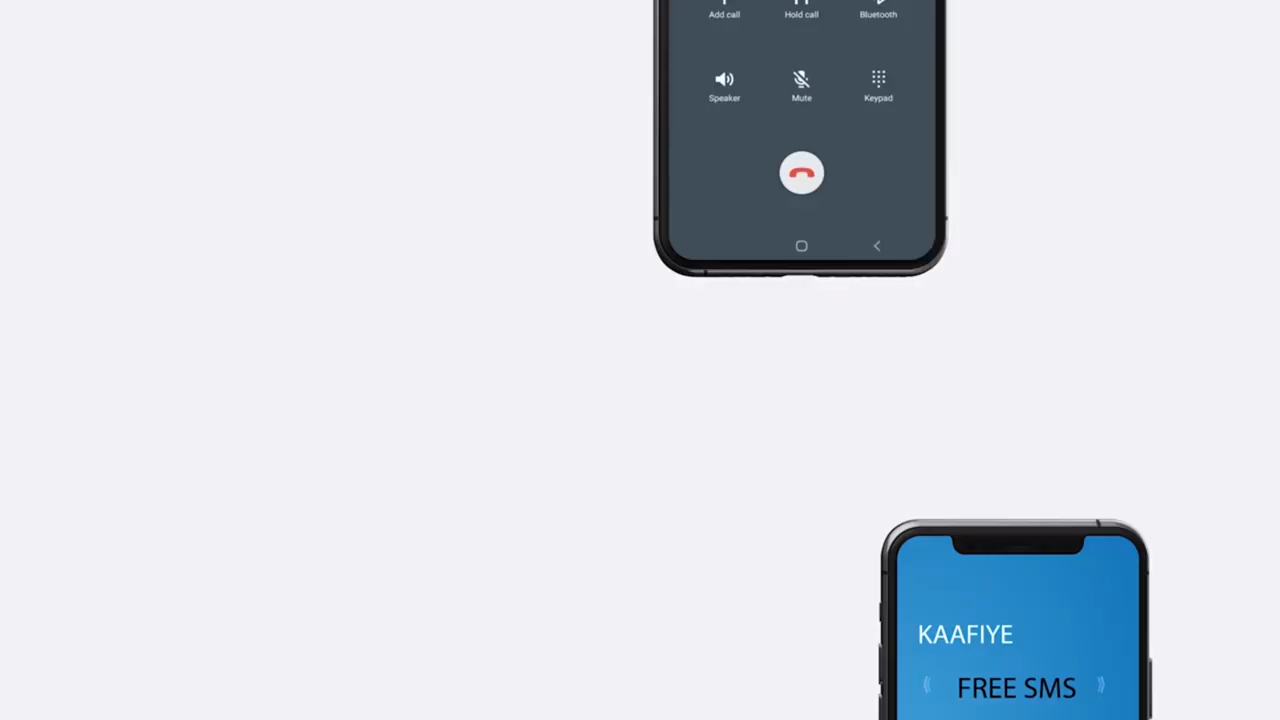 Add call Hold call Bluetooth
Speaker Mute Keypad
KAAFIYE
FREE SMS